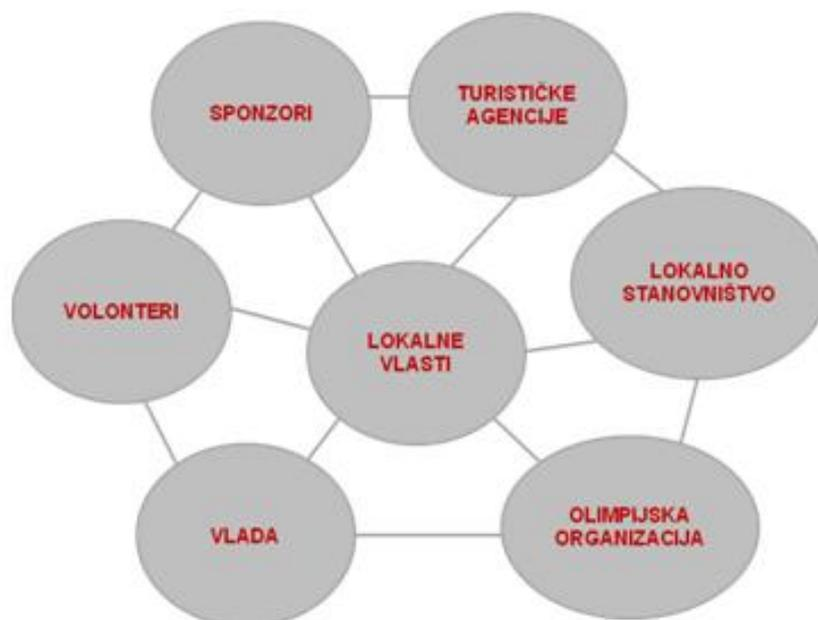 SPONZORI
TURISTIČKE
AGENCIJE
LOKALNO
STANOVNIŠTVO
VOLONTERI
LOKALNE
VLASTI
VLADA
OLIMPIJSKA
ORGANIZACIJA